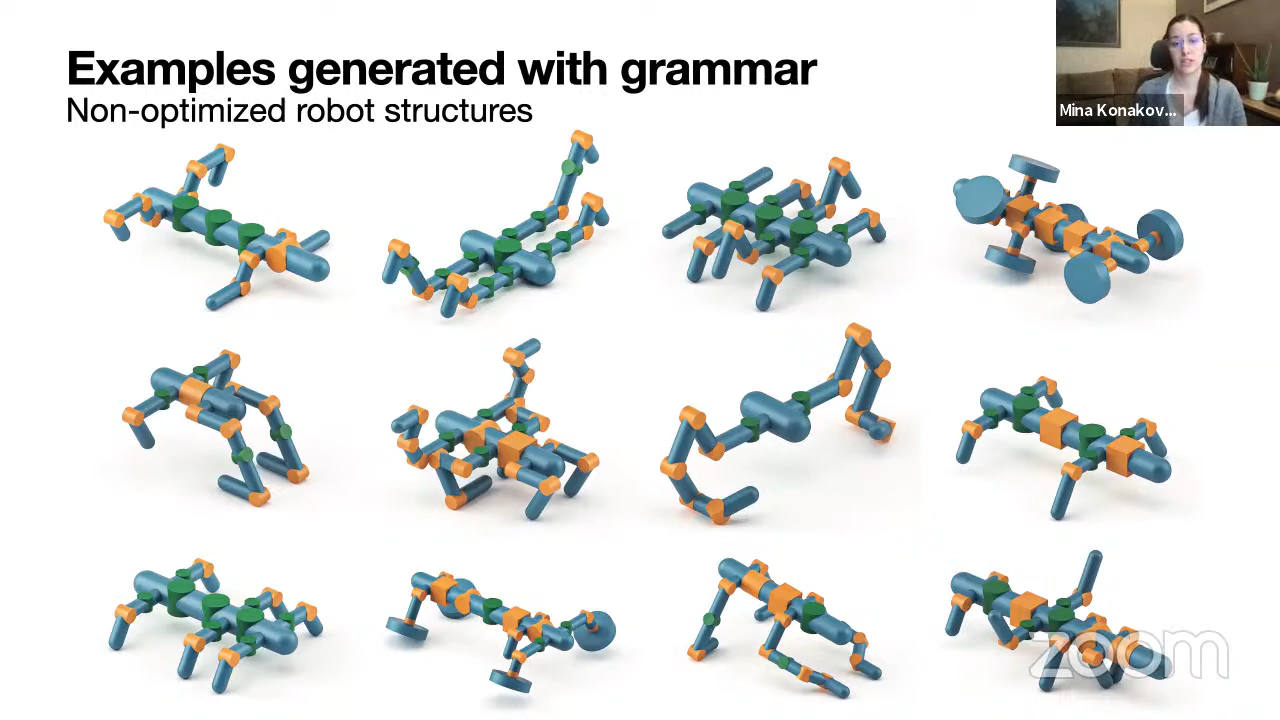 Examples generated with grammar
Non-optimized robot structures
Mina Konakov...
zoom